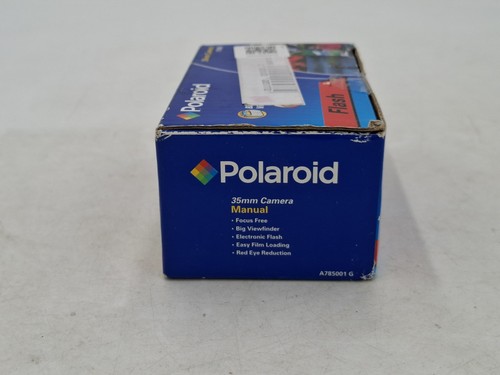 Polaroid
Flash
Polaroid
35mm Camera
Manual
• Focus Free
• Big Viewfinder
• Electronic Flash
• Easy Film Loading
• Red Eye Reduction
A785001 G